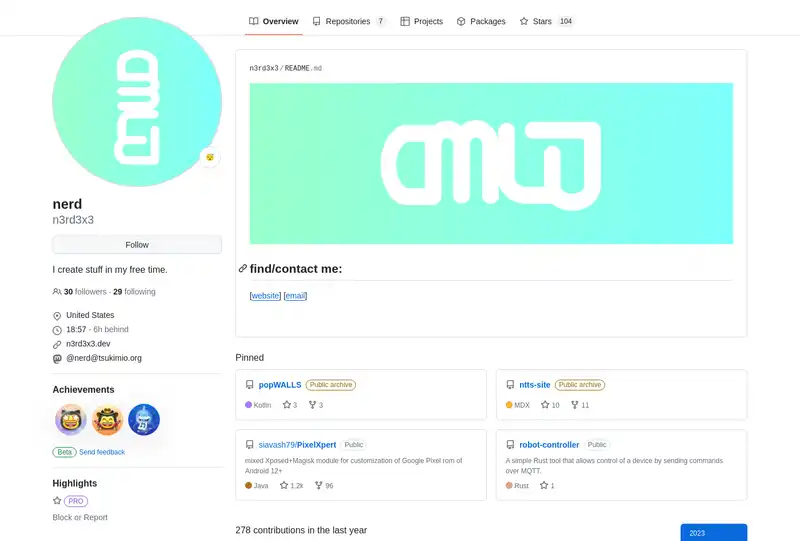 Overview
Repositories 7
Projects
Packages
Stars 104
n3rd3x3/README.md
nerd
n3rd3x3
Follow
I create stuff in my free time.
30 followers · 29 following
United States
18:57 - 6h behind
n3rd3x3.dev
@nerd@tsukimio.org
Achievements
Beta Send feedback
Highlights
PRO
Block or Report
find/contact me:
[website] [email]
Pinned
popWALLS Public archive
Kotlin 3 3
ntts-site Public archive
MDX 10 11
siavash79/PixelXpert Public
mixed Xposed+Magisk module for customization of Google Pixel rom of
Android 12+
Java 1,2k 96
robot-controller Public
A simple Rust tool that allows control of a device by sending commands
over MQTT.
Rust 1
278 contributions in the last year
2023